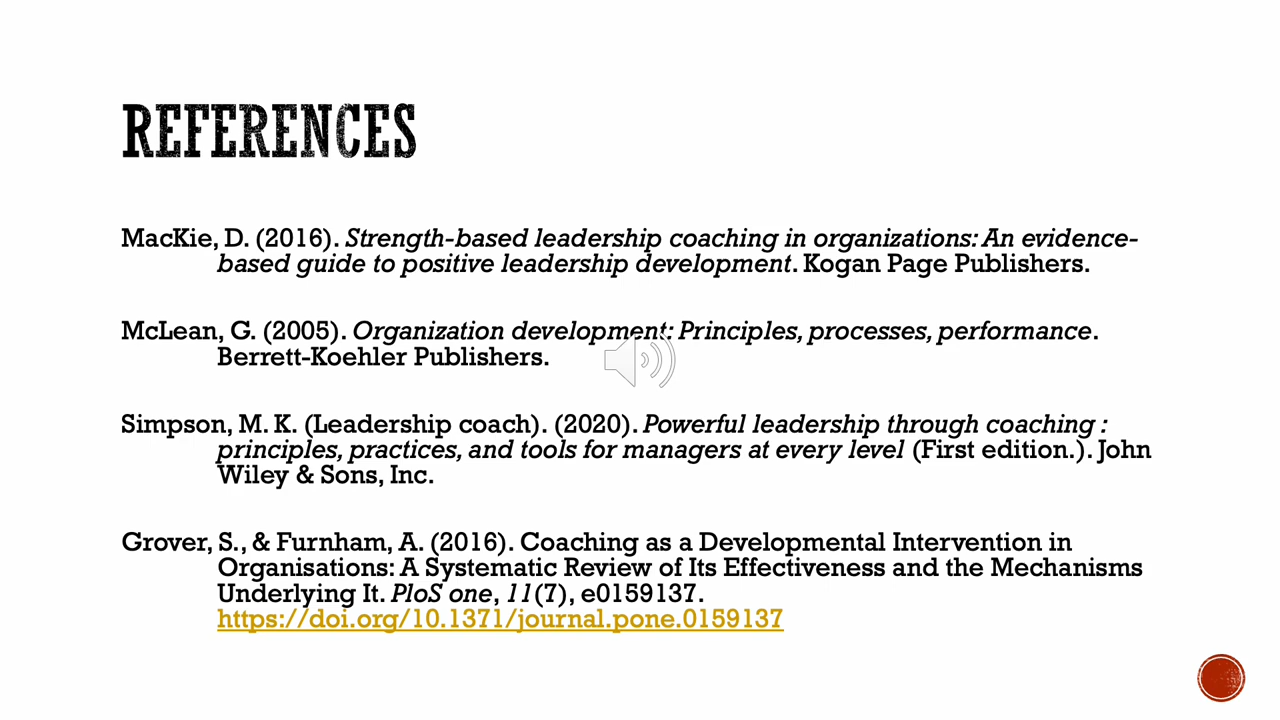 REFERENCES
MacKie, D. (2016). Strength-based leadership coaching in organizations: An evidence-
based guide to positive leadership development. Kogan Page Publishers.
McLean, G. (2005). Organization development: Principles, processes, performance.
Berrett-Koehler Publishers.
Simpson, M. K. (Leadership coach). (2020). Powerful leadership through coaching :
principles, practices, and tools for managers at every level (First edition.). John
Wiley & Sons, Inc.
Grover, S., & Furnham, A. (2016). Coaching as a Developmental Intervention in
Organisations: A Systematic Review of Its Effectiveness and the Mechanisms
Underlying It. PloS one, 11(7), e0159137.
https://doi.org/10.1371/journal.pone.0159137